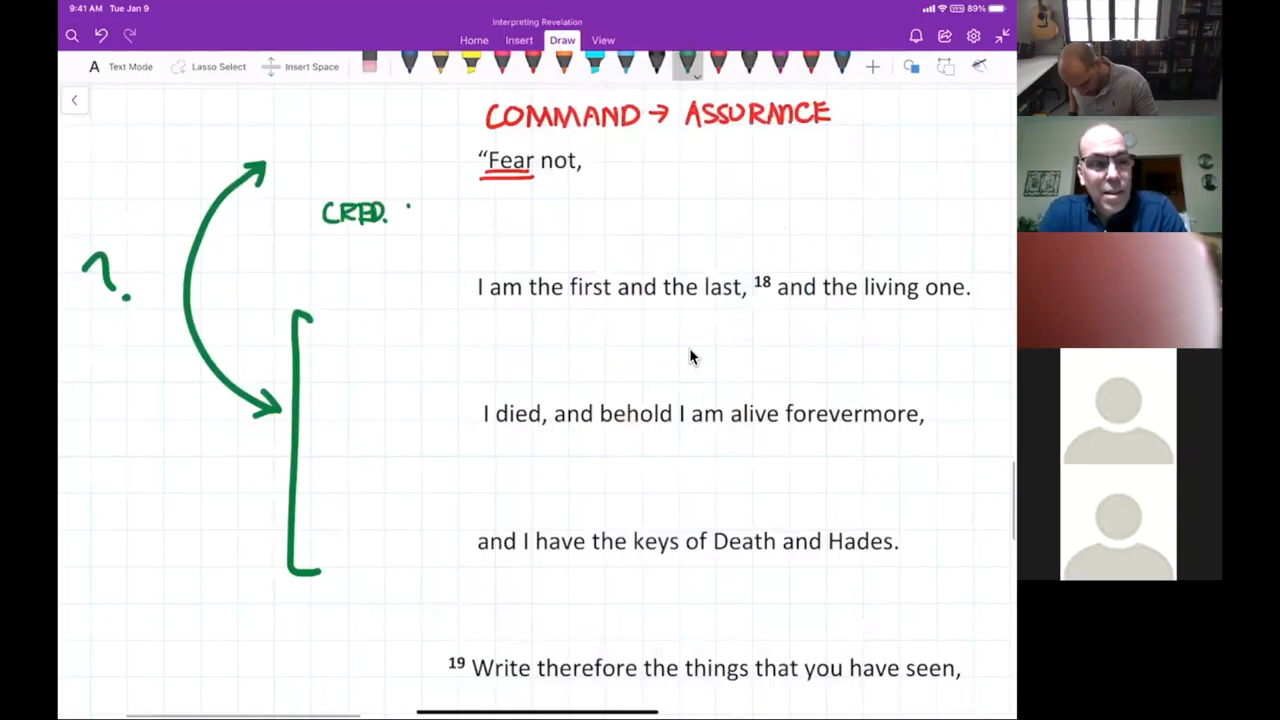 9:41 AM Tue Jan 9
89%
Interpreting Revelation
Home Insert Draw View
A Text Mode Lasso Select Insert Space
COMMAND → ASSURANCE
“Fear not,
CRED.
?
I am the first and the last, 18 and the living one.
I died, and behold I am alive forevermore,
and I have the keys of Death and Hades.
19 Write therefore the things that you have seen,